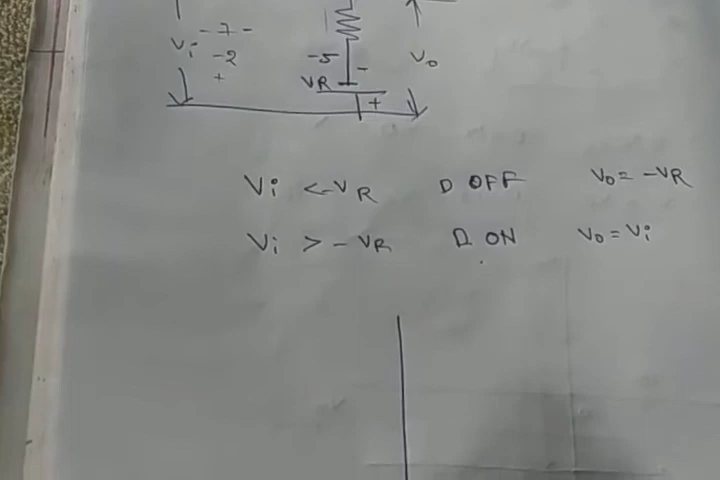 - 7 -
Vi -2
+
-5 -
Vo
VR
+
Vi < -VR D OFF Vo = -VR
Vi > - VR D ON Vo = Vi